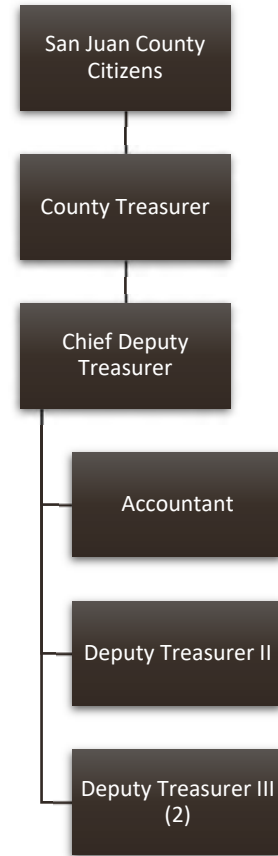 San Juan County
Citizens
County Treasurer
Chief Deputy
Treasurer
Accountant
Deputy Treasurer II
Deputy Treasurer III
(2)